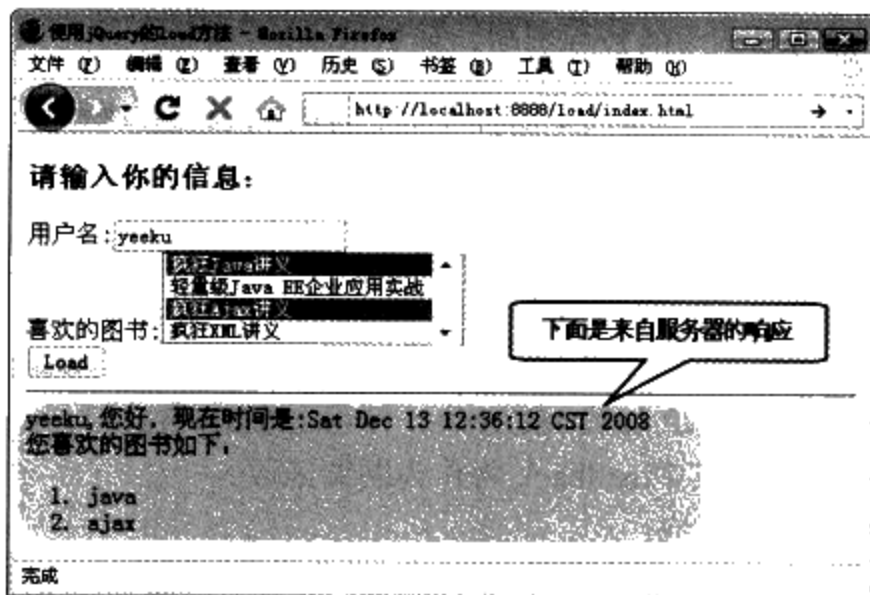 使用jQuery的Load方法 - Mozilla Firefox
文件 (F) 编辑 (E) 查看 (V) 历史 (S) 书签 (B) 工具 (T) 帮助 (H)
http://localhost:8888/load/index.html
请输入你的信息：
用户名:yeeku
疯狂Java讲义
轻量级Java EE企业应用实战
疯狂Ajax讲义
喜欢的图书:疯狂XML讲义
下面是来自服务器的响应
Load
yeeku,您好，现在时间是:Sat Dec 13 12:36:12 CST 2008
您喜欢的图书如下：
1. java
2. ajax
完成